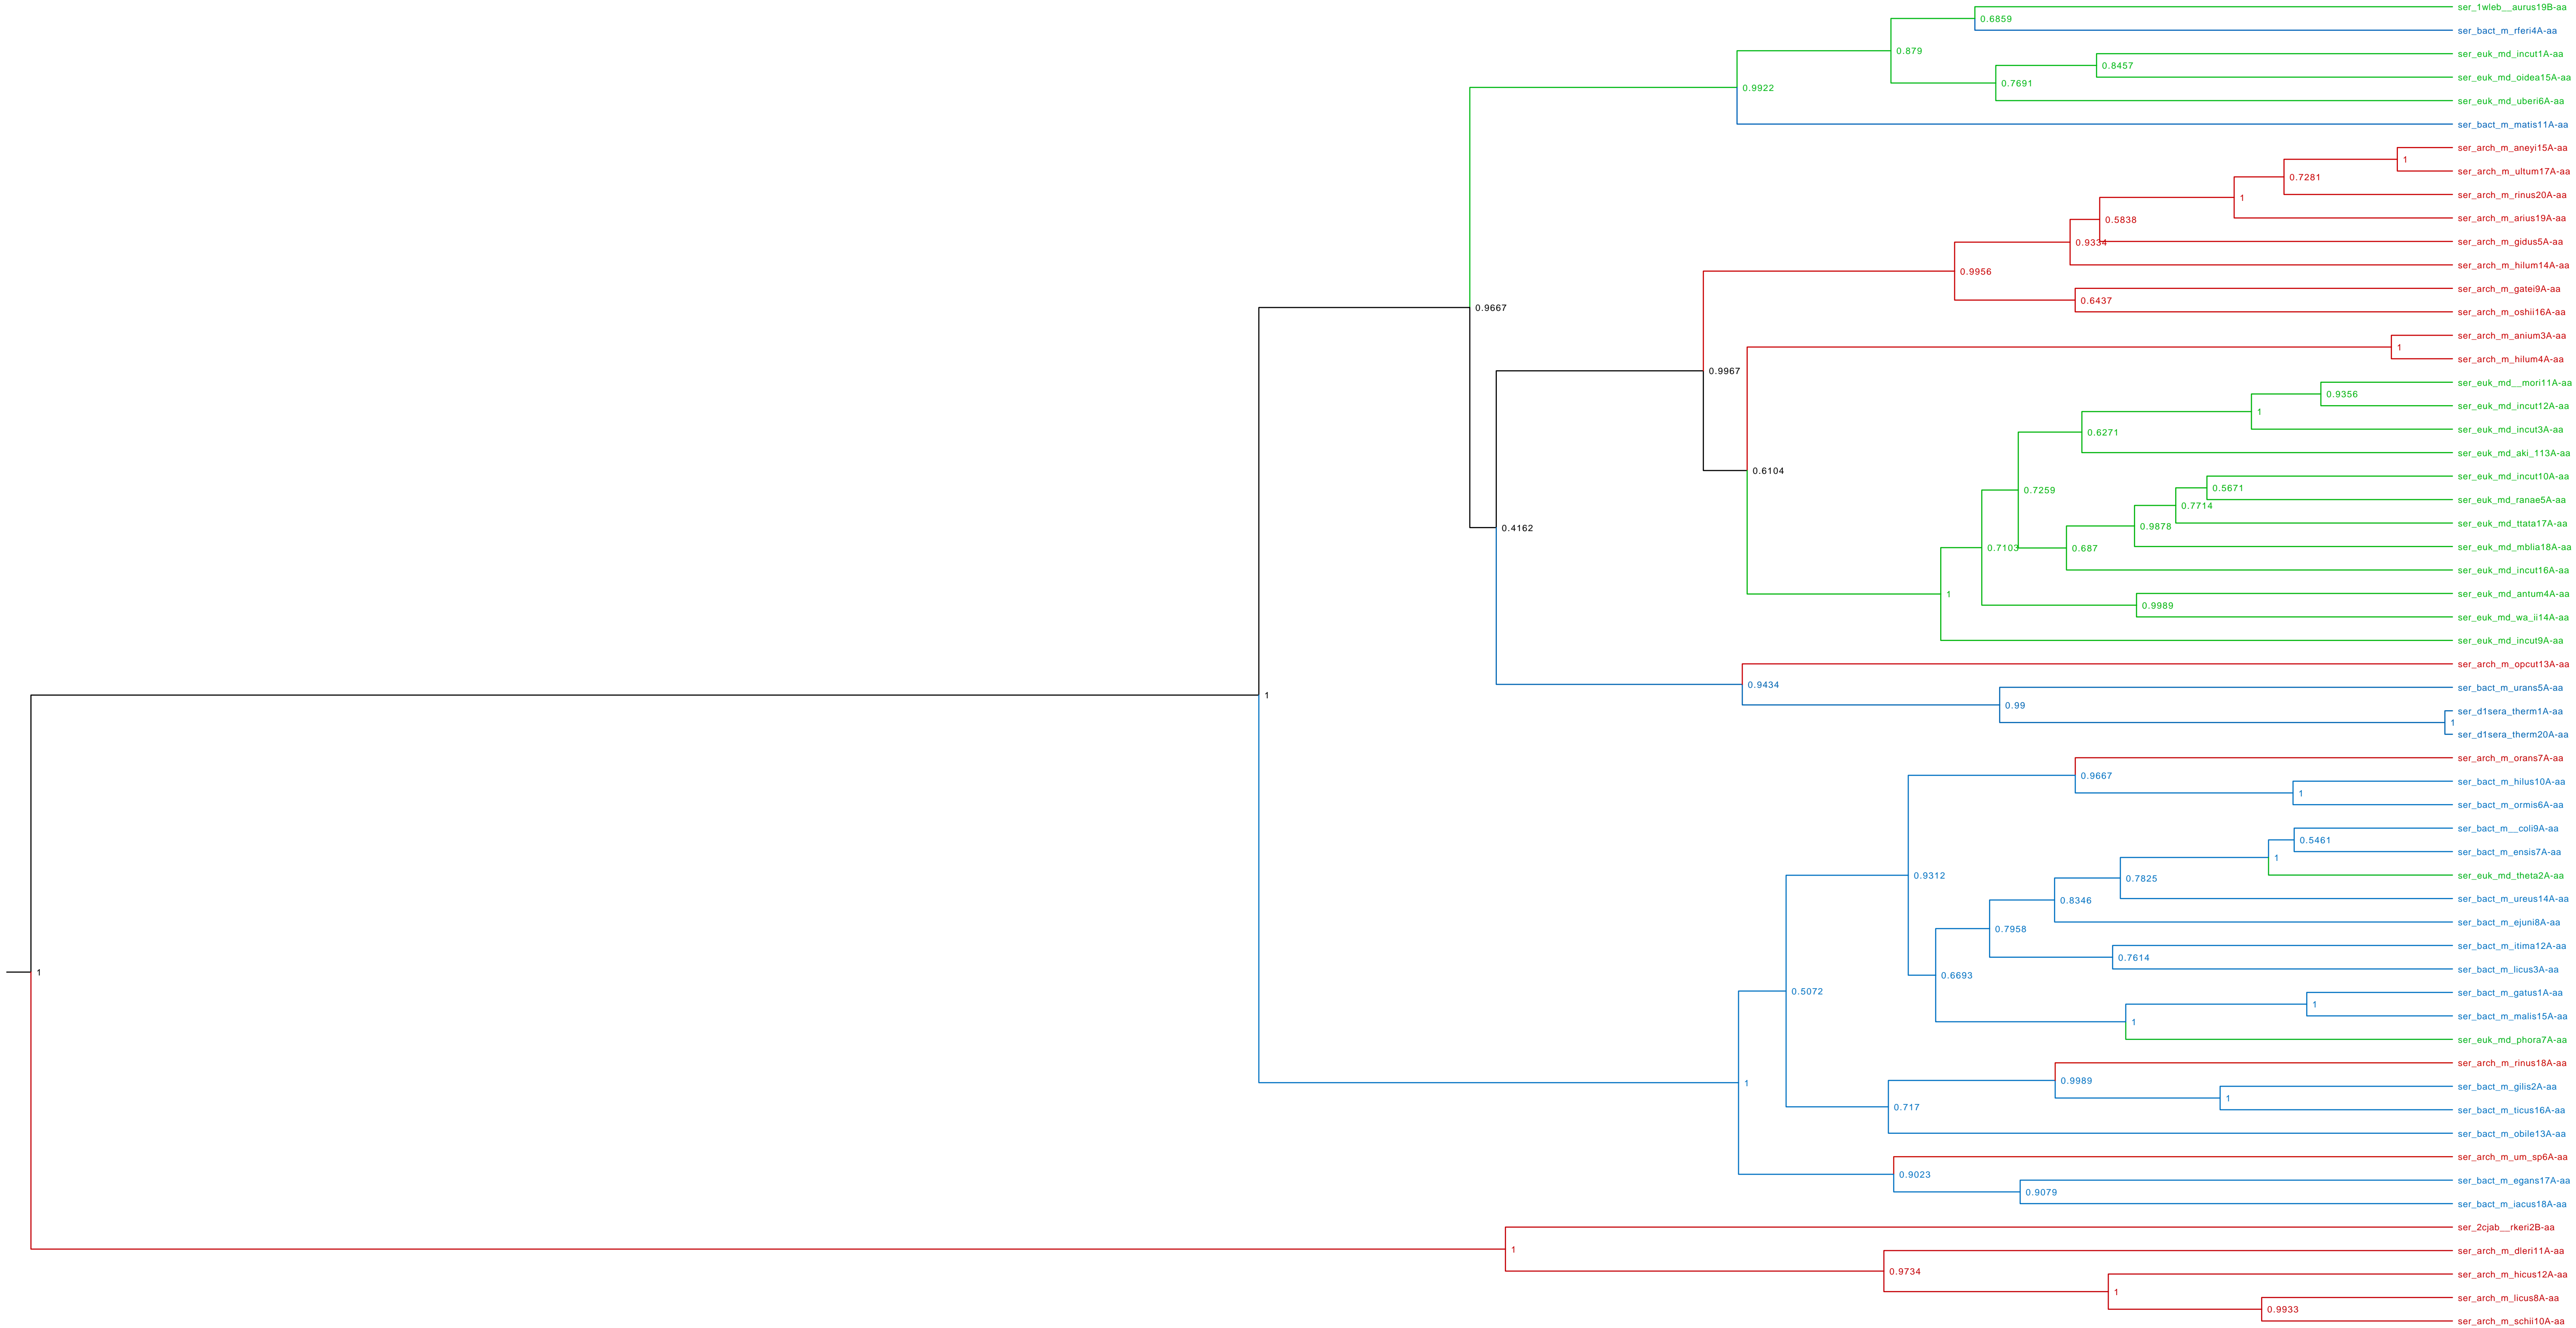 ser_1wleb__aurus19B-aa
0.6859
ser_bact_m_rferi4A-aa
0.879
ser_euk_md_incut1A-aa
0.8457
ser_euk_md_oidea15A-aa
0.7691
0.9922
ser_euk_md_uberi6A-aa
ser_bact_m_matis11A-aa
ser_arch_m_aneyi15A-aa
1
ser_arch_m_ultum17A-aa
0.7281
ser_arch_m_rinus20A-aa
1
ser_arch_m_arius19A-aa
0.5838
ser_arch_m_gidus5A-aa
0.9334
ser_arch_m_hilum14A-aa
0.9956
ser_arch_m_gatei9A-aa
0.6437
0.9667
ser_arch_m_oshii16A-aa
ser_arch_m_anium3A-aa
1
ser_arch_m_hilum4A-aa
0.9967
ser_euk_md__mori11A-aa
0.9356
ser_euk_md_incut12A-aa
1
ser_euk_md_incut3A-aa
0.6271
ser_euk_md_aki_113A-aa
0.6104
ser_euk_md_incut10A-aa
0.5671
0.7259
ser_euk_md_ranae5A-aa
0.7714
ser_euk_md_ttata17A-aa
0.4162
0.9878
ser_euk_md_mblia18A-aa
0.7103
0.687
ser_euk_md_incut16A-aa
ser_euk_md_antum4A-aa
1
0.9989
ser_euk_md_wa_ii14A-aa
ser_euk_md_incut9A-aa
ser_arch_m_opcut13A-aa
0.9434
ser_bact_m_urans5A-aa
1
0.99
ser_d1sera_therm1A-aa
1
ser_d1sera_therm20A-aa
ser_arch_m_orans7A-aa
0.9667
ser_bact_m_hilus10A-aa
1
ser_bact_m_ormis6A-aa
ser_bact_m__coli9A-aa
0.5461
ser_bact_m_ensis7A-aa
1
0.9312
ser_euk_md_theta2A-aa
0.7825
ser_bact_m_ureus14A-aa
0.8346
ser_bact_m_ejuni8A-aa
0.7958
ser_bact_m_itima12A-aa
0.7614
ser_bact_m_licus3A-aa
1
0.6693
0.5072
ser_bact_m_gatus1A-aa
1
ser_bact_m_malis15A-aa
1
ser_euk_md_phora7A-aa
ser_arch_m_rinus18A-aa
1
0.9989
ser_bact_m_gilis2A-aa
1
0.717
ser_bact_m_ticus16A-aa
ser_bact_m_obile13A-aa
ser_arch_m_um_sp6A-aa
0.9023
ser_bact_m_egans17A-aa
0.9079
ser_bact_m_iacus18A-aa
ser_2cjab__rkeri2B-aa
1
ser_arch_m_dleri11A-aa
0.9734
ser_arch_m_hicus12A-aa
1
ser_arch_m_licus8A-aa
0.9933
ser_arch_m_schii10A-aa